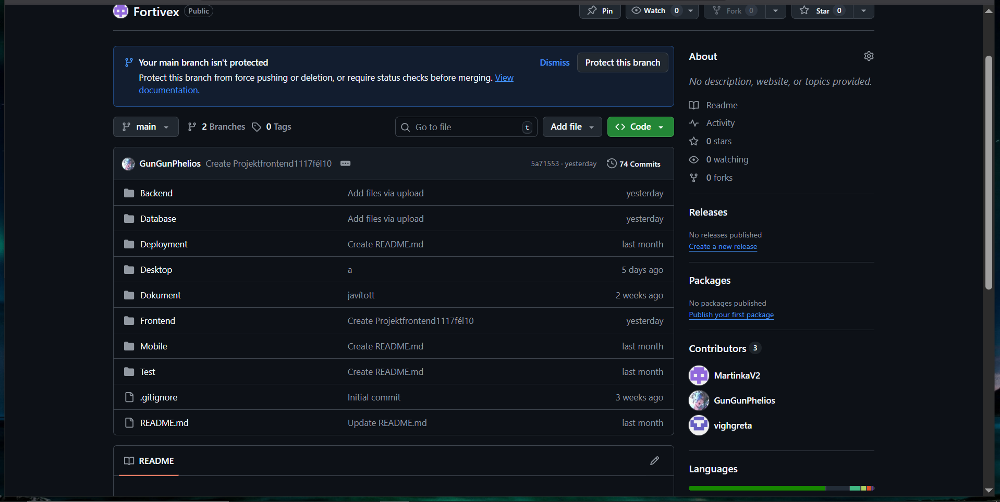 Fortivex Public
Pin
Watch 0
Fork 0
Star 0
Your main branch isn't protected
Protect this branch from force pushing or deletion, or require status checks before merging. View
documentation.
Dismiss
Protect this branch
main
2 Branches
0 Tags
Go to file
t
Add file
Code
GunGunPhelios Create Projektfrontend1117fél10
5a71553 · yesterday
74 Commits
Backend Add files via upload yesterday
Database Add files via upload yesterday
Deployment Create README.md last month
Desktop a 5 days ago
Dokument javított 2 weeks ago
Frontend Create Projektfrontend1117fél10 yesterday
Mobile Create README.md last month
Test Create README.md last month
.gitignore Initial commit 3 weeks ago
README.md Update README.md last month
README
About
No description, website, or topics provided.
Readme
Activity
0 stars
0 watching
0 forks
Releases
No releases published
Create a new release
Packages
No packages published
Publish your first package
Contributors 3
MartinkaV2
GunGunPhelios
vighgreta
Languages